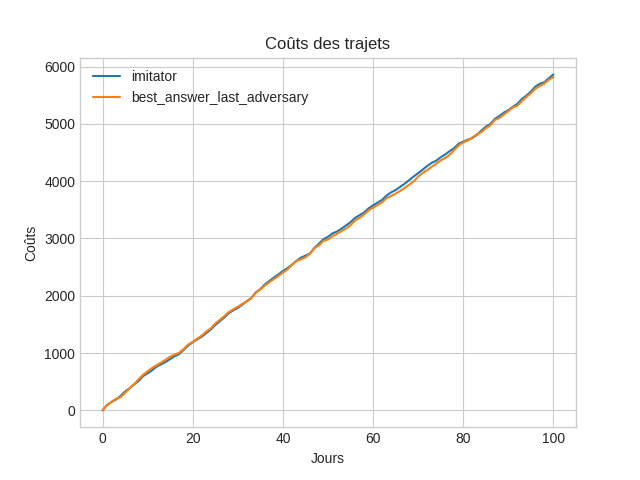 Coûts des trajets
imitator
best_answer_last_adversary
6000
5000
4000
3000
2000
1000
0
Coûts
0 20 40 60 80 100
Jours